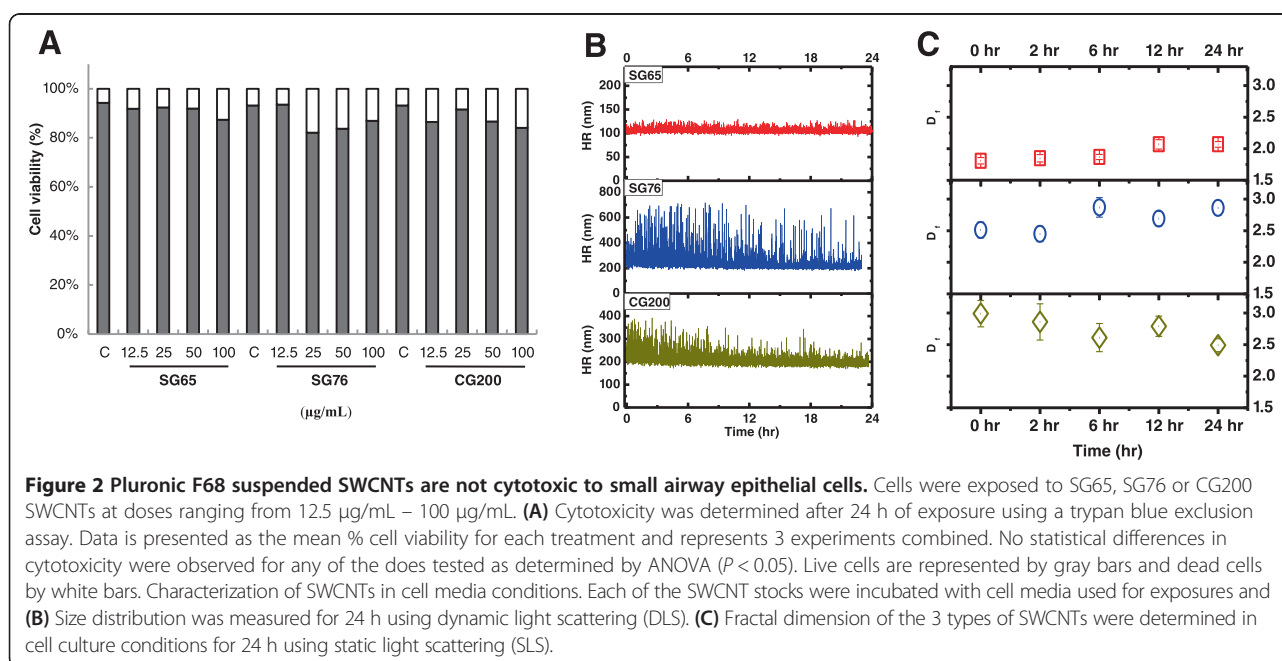 A
Cell viability (%)
100%
80%
60%
40%
20%
0%
C 12.5 25 50 100 C 12.5 25 50 100 C 12.5 25 50 100
SG65 SG76 CG200
(µg/mL)
B
0 6 12 18 24
SG65
HR (nm)
200
150
100
50
0
SG76
HR (nm)
800
600
400
200
0
CG200
HR (nm)
400
300
200
100
0
0 6 12 18 24
Time (hr)
C
0 hr 2 hr 6 hr 12 hr 24 hr
Df
3.0
2.5
2.0
1.5
Df
3.0
2.5
2.0
1.5
Df
3.0
2.5
2.0
1.5
0 hr 2 hr 6 hr 12 hr 24 hr
Time (hr)
Figure 2 Pluronic F68 suspended SWCNTs are not cytotoxic to small airway epithelial cells. Cells were exposed to SG65, SG76 or CG200
SWCNTs at doses ranging from 12.5 µg/mL – 100 µg/mL. (A) Cytotoxicity was determined after 24 h of exposure using a trypan blue exclusion
assay. Data is presented as the mean % cell viability for each treatment and represents 3 experiments combined. No statistical differences in
cytotoxicity were observed for any of the does tested as determined by ANOVA (P < 0.05). Live cells are represented by gray bars and dead cells
by white bars. Characterization of SWCNTs in cell media conditions. Each of the SWCNT stocks were incubated with cell media used for exposures and
(B) Size distribution was measured for 24 h using dynamic light scattering (DLS). (C) Fractal dimension of the 3 types of SWCNTs were determined in
cell culture conditions for 24 h using static light scattering (SLS).